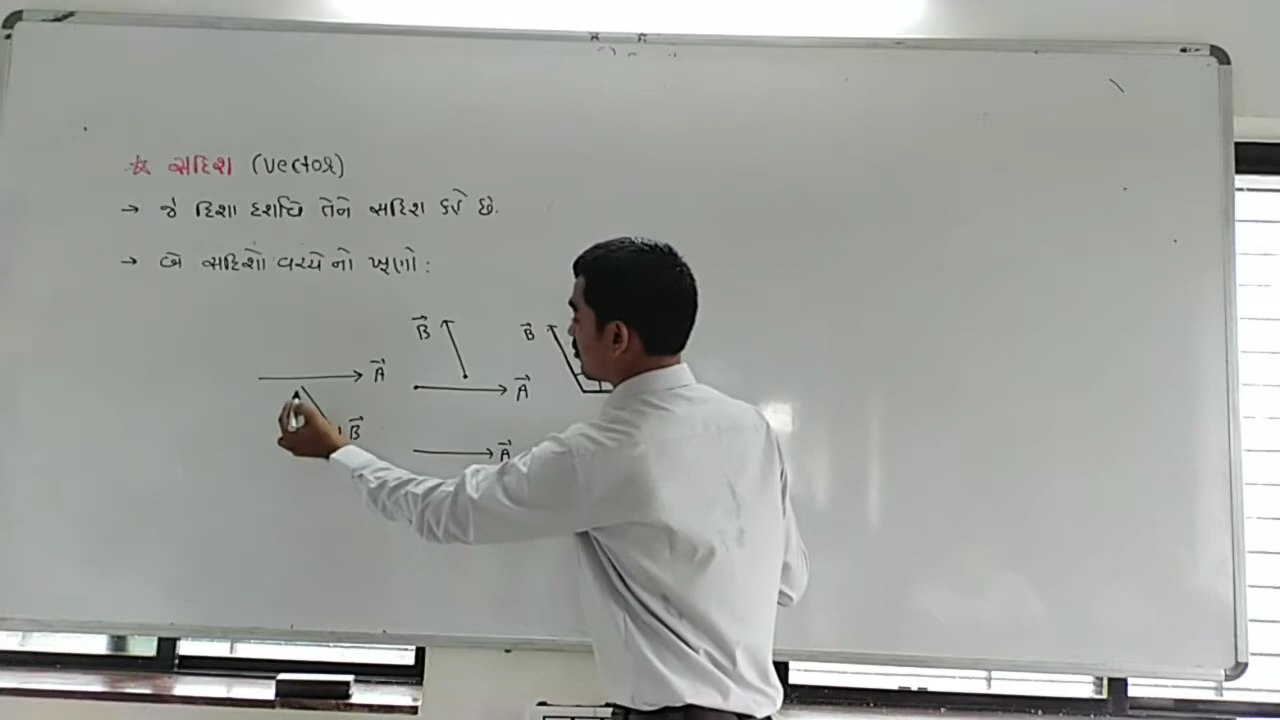 ☆ સદિશ (Vector)
→ જે દિશા દર્શાવે તેને સદિશ કહે છે.
→ બે સદિશો વચ્ચેનો ખૂણો :
B B
A A
B
A